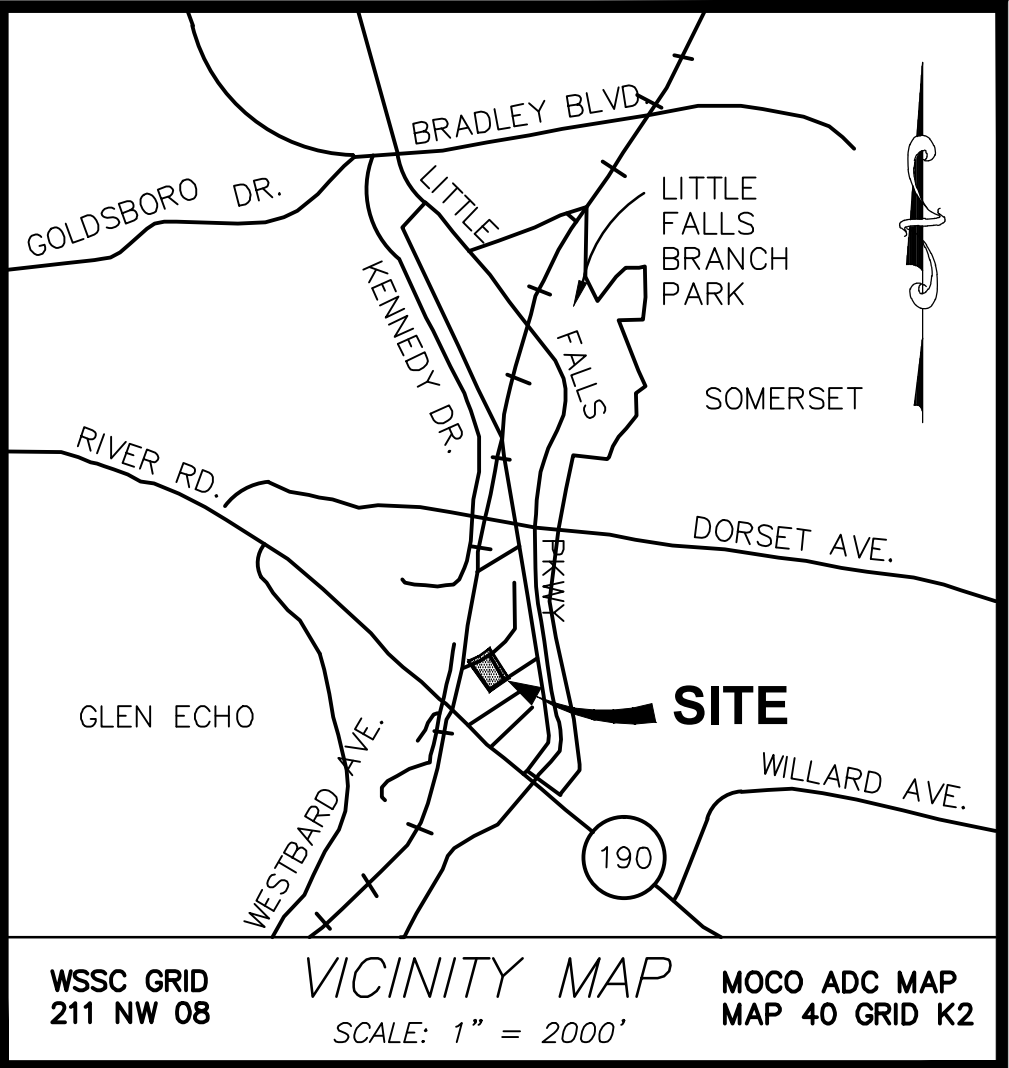 BRADLEY BLVD.
GOLDSBORO DR.
LITTLE
LITTLE
FALLS
BRANCH
PARK
KENNEDY DR.
FALLS
SOMERSET
RIVER RD.
DORSET AVE.
PKWY
SITE
GLEN ECHO
WESTBARD AVE.
WILLARD AVE.
190
WSSC GRID
211 NW 08
VICINITY MAP
SCALE: 1" = 2000'
MOCO ADC MAP
MAP 40 GRID K2